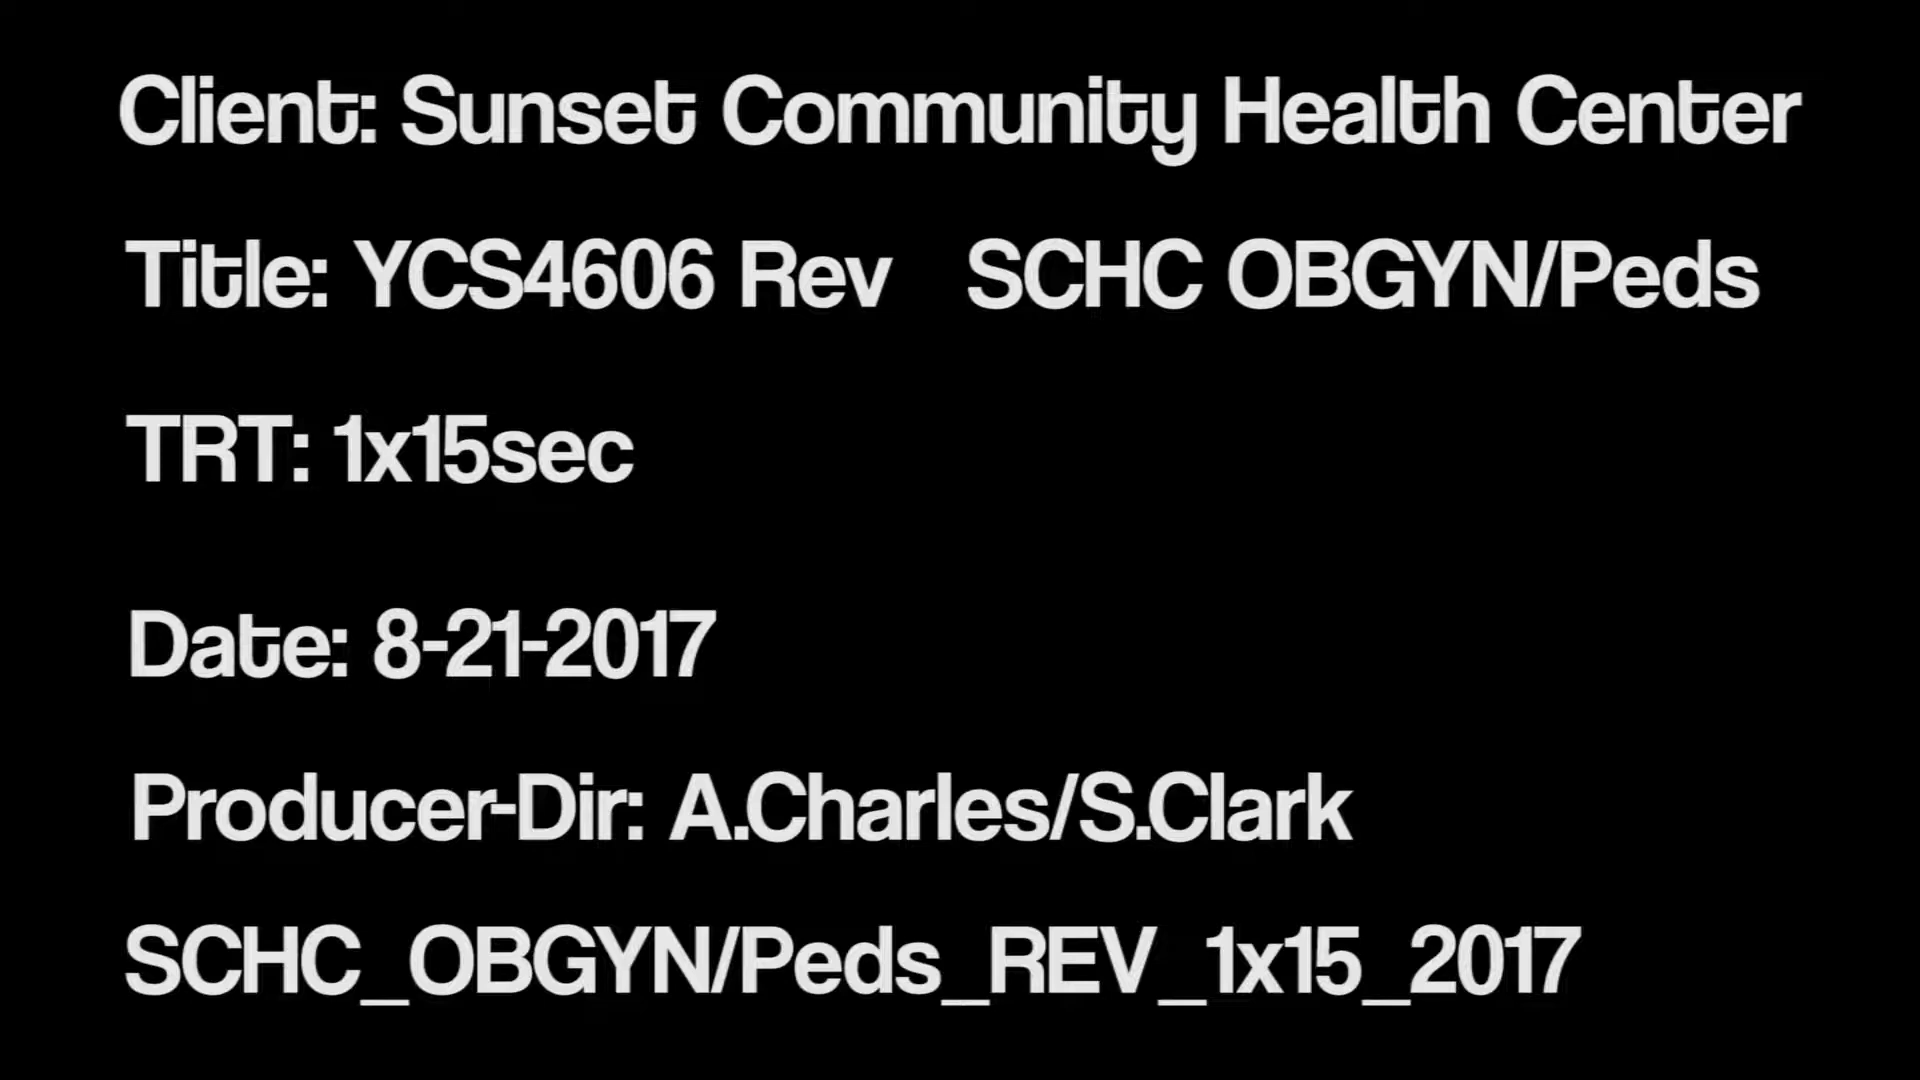 Client: Sunset Community Health Center
Title: YCS4606 Rev   SCHC OBGYN/Peds
TRT: 1x15sec
Date: 8-21-2017
Producer-Dir: A.Charles/S.Clark
SCHC_OBGYN/Peds_REV_1x15_2017